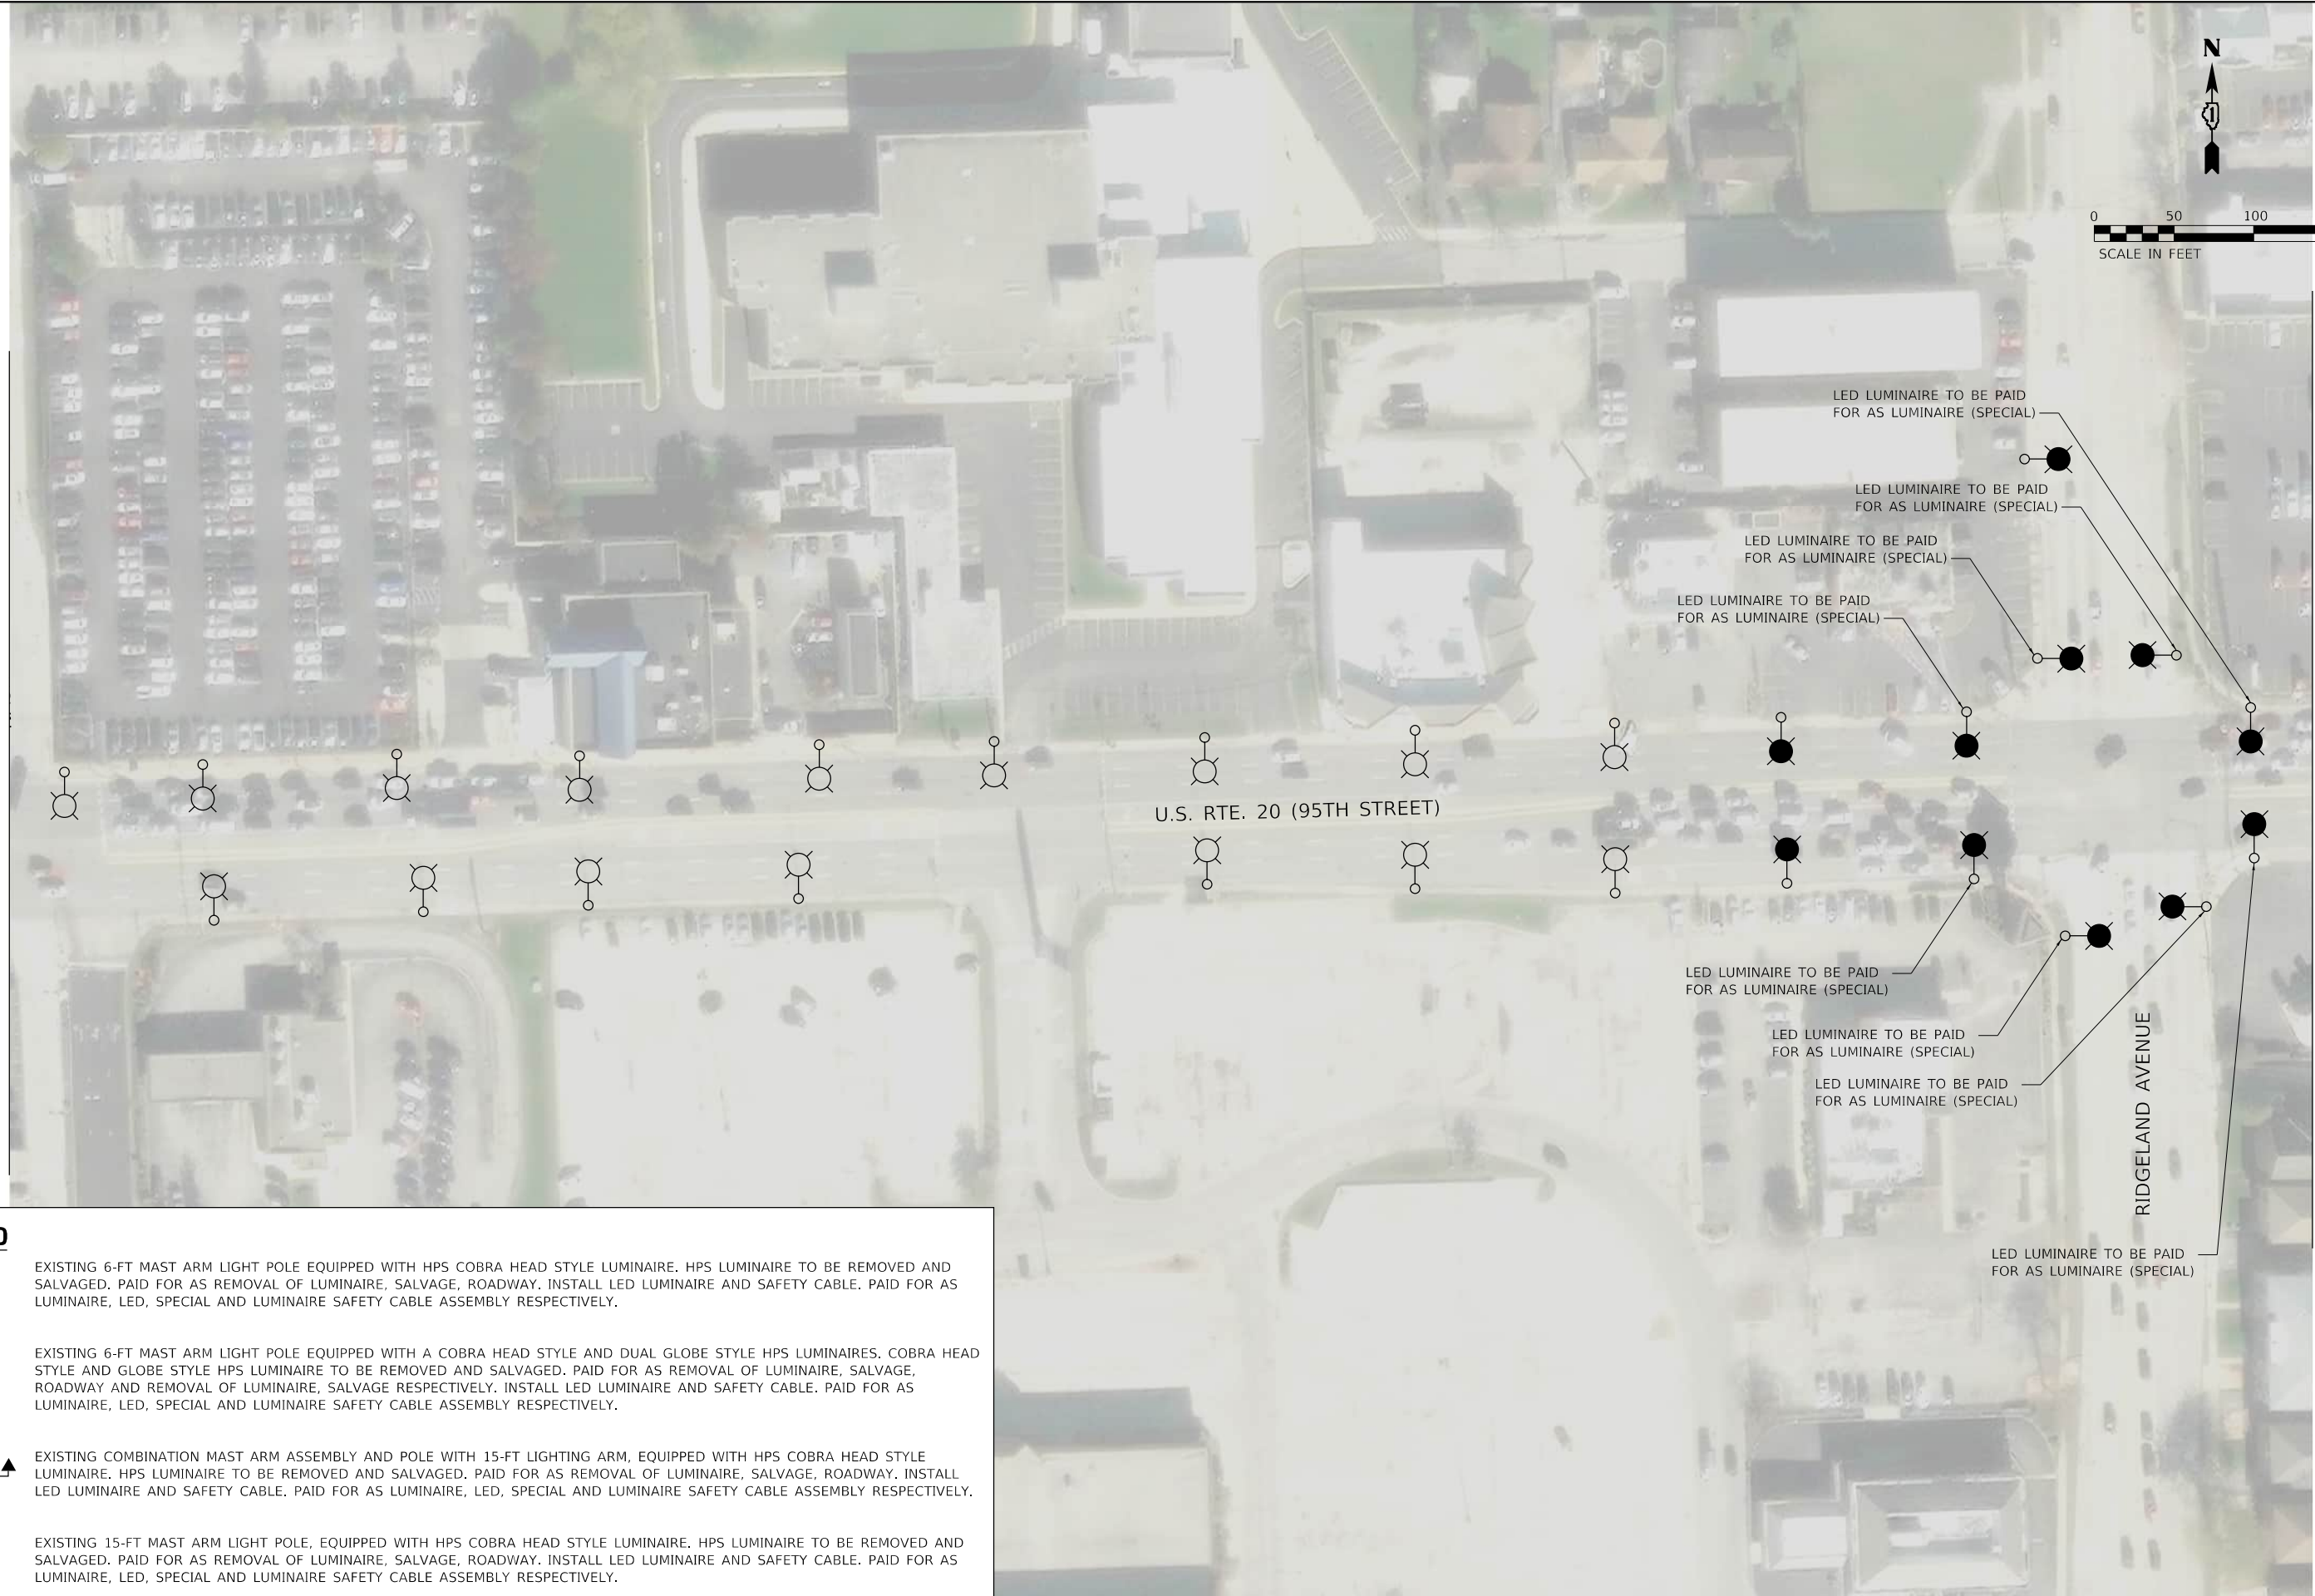 N
0 50 100
SCALE IN FEET
LED LUMINAIRE TO BE PAID
FOR AS LUMINAIRE (SPECIAL)
LED LUMINAIRE TO BE PAID
FOR AS LUMINAIRE (SPECIAL)
LED LUMINAIRE TO BE PAID
FOR AS LUMINAIRE (SPECIAL)
LED LUMINAIRE TO BE PAID
FOR AS LUMINAIRE (SPECIAL)
U.S. RTE. 20 (95TH STREET)
LED LUMINAIRE TO BE PAID
FOR AS LUMINAIRE (SPECIAL)
LED LUMINAIRE TO BE PAID
FOR AS LUMINAIRE (SPECIAL)
LED LUMINAIRE TO BE PAID
FOR AS LUMINAIRE (SPECIAL)
RIDGELAND AVENUE
LED LUMINAIRE TO BE PAID
FOR AS LUMINAIRE (SPECIAL)
EXISTING 6-FT MAST ARM LIGHT POLE EQUIPPED WITH HPS COBRA HEAD STYLE LUMINAIRE. HPS LUMINAIRE TO BE REMOVED AND
SALVAGED. PAID FOR AS REMOVAL OF LUMINAIRE, SALVAGE, ROADWAY. INSTALL LED LUMINAIRE AND SAFETY CABLE. PAID FOR AS
LUMINAIRE, LED, SPECIAL AND LUMINAIRE SAFETY CABLE ASSEMBLY RESPECTIVELY.
EXISTING 6-FT MAST ARM LIGHT POLE EQUIPPED WITH A COBRA HEAD STYLE AND DUAL GLOBE STYLE HPS LUMINAIRES. COBRA HEAD
STYLE AND GLOBE STYLE HPS LUMINAIRE TO BE REMOVED AND SALVAGED. PAID FOR AS REMOVAL OF LUMINAIRE, SALVAGE,
ROADWAY AND REMOVAL OF LUMINAIRE, SALVAGE RESPECTIVELY. INSTALL LED LUMINAIRE AND SAFETY CABLE. PAID FOR AS
LUMINAIRE, LED, SPECIAL AND LUMINAIRE SAFETY CABLE ASSEMBLY RESPECTIVELY.
EXISTING COMBINATION MAST ARM ASSEMBLY AND POLE WITH 15-FT LIGHTING ARM, EQUIPPED WITH HPS COBRA HEAD STYLE
LUMINAIRE. HPS LUMINAIRE TO BE REMOVED AND SALVAGED. PAID FOR AS REMOVAL OF LUMINAIRE, SALVAGE, ROADWAY. INSTALL
LED LUMINAIRE AND SAFETY CABLE. PAID FOR AS LUMINAIRE, LED, SPECIAL AND LUMINAIRE SAFETY CABLE ASSEMBLY RESPECTIVELY.
EXISTING 15-FT MAST ARM LIGHT POLE, EQUIPPED WITH HPS COBRA HEAD STYLE LUMINAIRE. HPS LUMINAIRE TO BE REMOVED AND
SALVAGED. PAID FOR AS REMOVAL OF LUMINAIRE, SALVAGE, ROADWAY. INSTALL LED LUMINAIRE AND SAFETY CABLE. PAID FOR AS
LUMINAIRE, LED, SPECIAL AND LUMINAIRE SAFETY CABLE ASSEMBLY RESPECTIVELY.